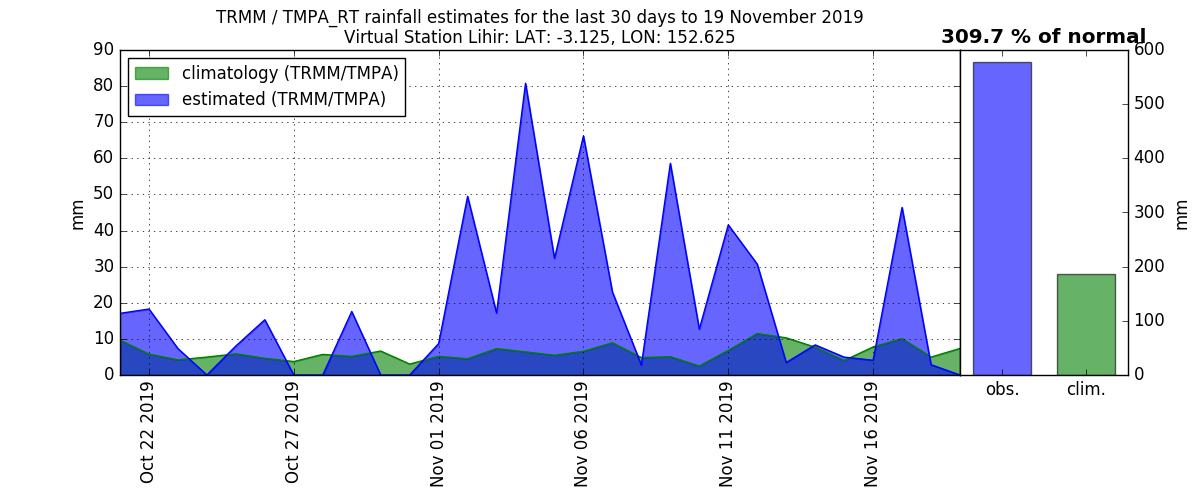 TRMM / TMPA_RT rainfall estimates for the last 30 days to 19 November 2019
Virtual Station Lihir: LAT: -3.125, LON: 152.625
309.7 % of normal
climatology (TRMM/TMPA)
estimated (TRMM/TMPA)
90
80
70
60
50
40
30
20
10
0
mm
Oct 22 2019
Oct 27 2019
Nov 01 2019
Nov 06 2019
Nov 11 2019
Nov 16 2019
600
500
400
300
200
100
0
mm
obs.
clim.